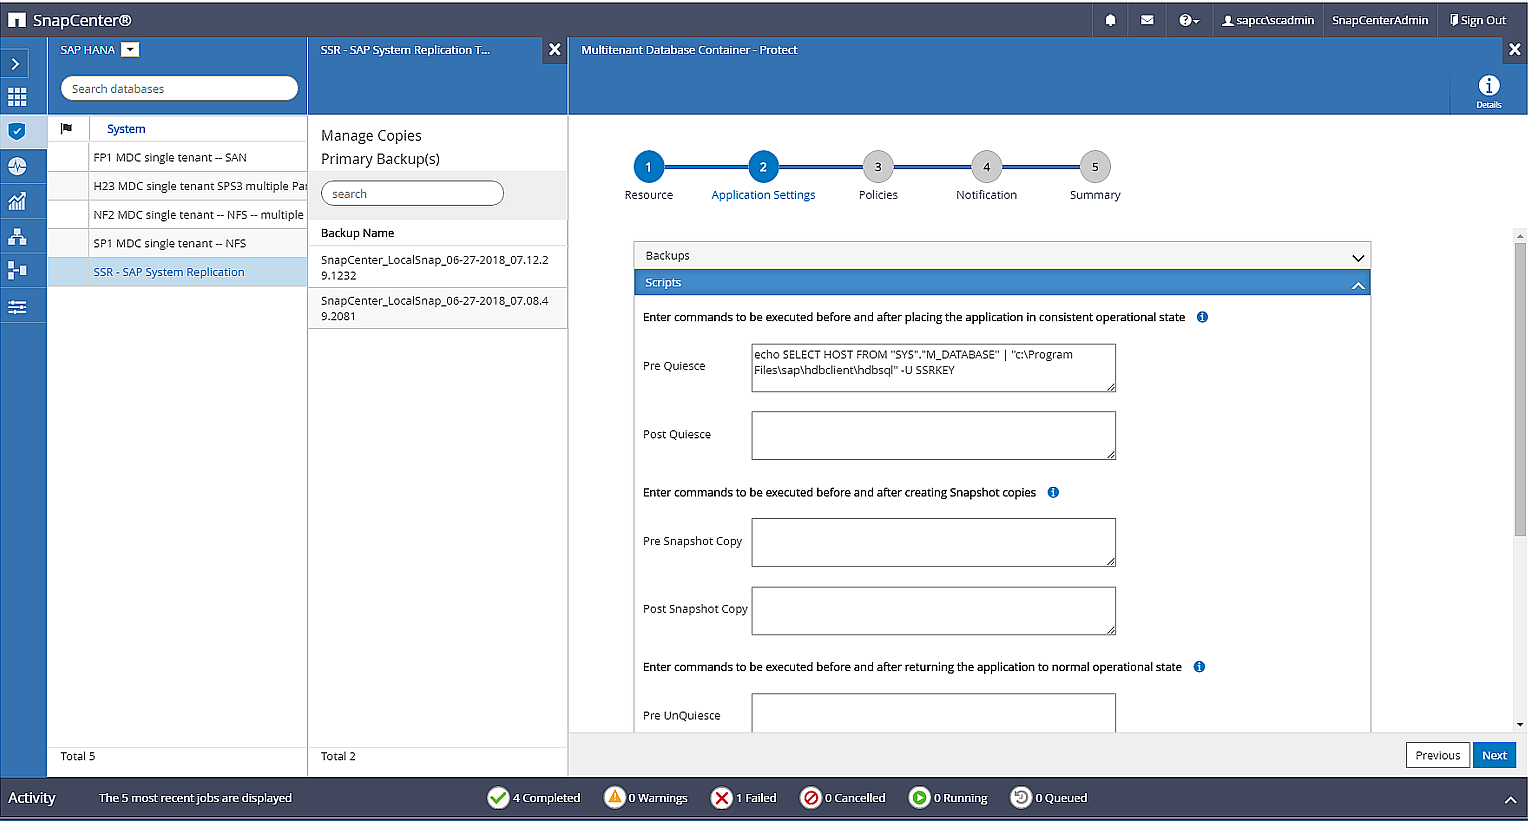 SnapCenter®
sapcc\scadmin
SnapCenterAdmin
Sign Out
SAP HANA
Search databases
System
FP1 MDC single tenant -- SAN
H23 MDC single tenant SPS3 multiple Par
NF2 MDC single tenant -- NFS -- multiple
SP1 MDC single tenant -- NFS
SSR - SAP System Replication
Total 5
SSR - SAP System Replication T...
Manage Copies
Primary Backup(s)
search
Backup Name
SnapCenter_LocalSnap_06-27-2018_07.12.2
9.1232
SnapCenter_LocalSnap_06-27-2018_07.08.4
9.2081
Total 2
Multitenant Database Container - Protect
Details
1
2
3
4
5
Resource
Application Settings
Policies
Notification
Summary
Backups
Scripts
Enter commands to be executed before and after placing the application in consistent operational state
Pre Quiesce
echo SELECT HOST FROM "SYS"."M_DATABASE" | "c:\Program
Files\sap\hdbclient\hdbsql" -U SSRKEY
Post Quiesce
Enter commands to be executed before and after creating Snapshot copies
Pre Snapshot Copy
Post Snapshot Copy
Enter commands to be executed before and after returning the application to normal operational state
Pre UnQuiesce
Previous
Next
Activity
The 5 most recent jobs are displayed
4 Completed
0 Warnings
1 Failed
0 Cancelled
0 Running
0 Queued